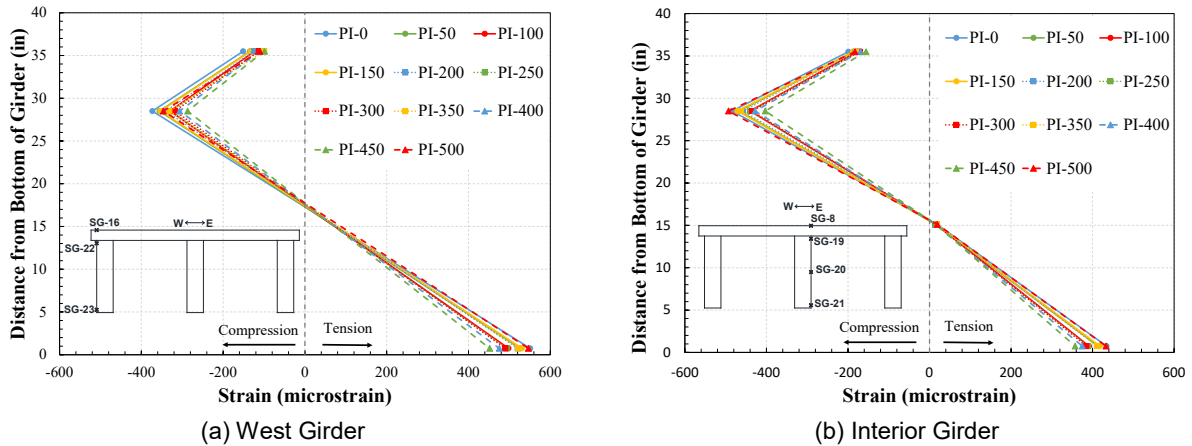 40
35
30
25
20
15
10
5
0
Distance from Bottom of Girder (in)
PI-0 PI-50 PI-100
PI-150 PI-200 PI-250
PI-300 PI-350 PI-400
PI-450 PI-500
SG-16 W E
SG-22
SG-23
Compression Tension
-600 -400 -200 0 200 400 600
Strain (microstrain)
(a) West Girder
40
35
30
25
20
15
10
5
0
Distance from Bottom of Girder (in)
PI-0 PI-50 PI-100
PI-150 PI-200 PI-250
PI-300 PI-350 PI-400
PI-450 PI-500
W E
SG-8
SG-19
SG-20
SG-21
Compression Tension
-600 -400 -200 0 200 400 600
Strain (microstrain)
(b) Interior Girder